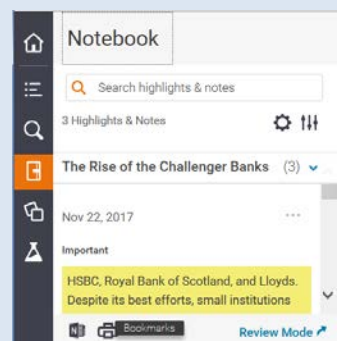 Notebook
Search highlights & notes
3 Highlights & Notes
The Rise of the Challenger Banks (3)
Nov 22, 2017
Important
HSBC, Royal Bank of Scotland, and Lloyds.
Despite its best efforts, small institutions
Bookmarks
Review Mode